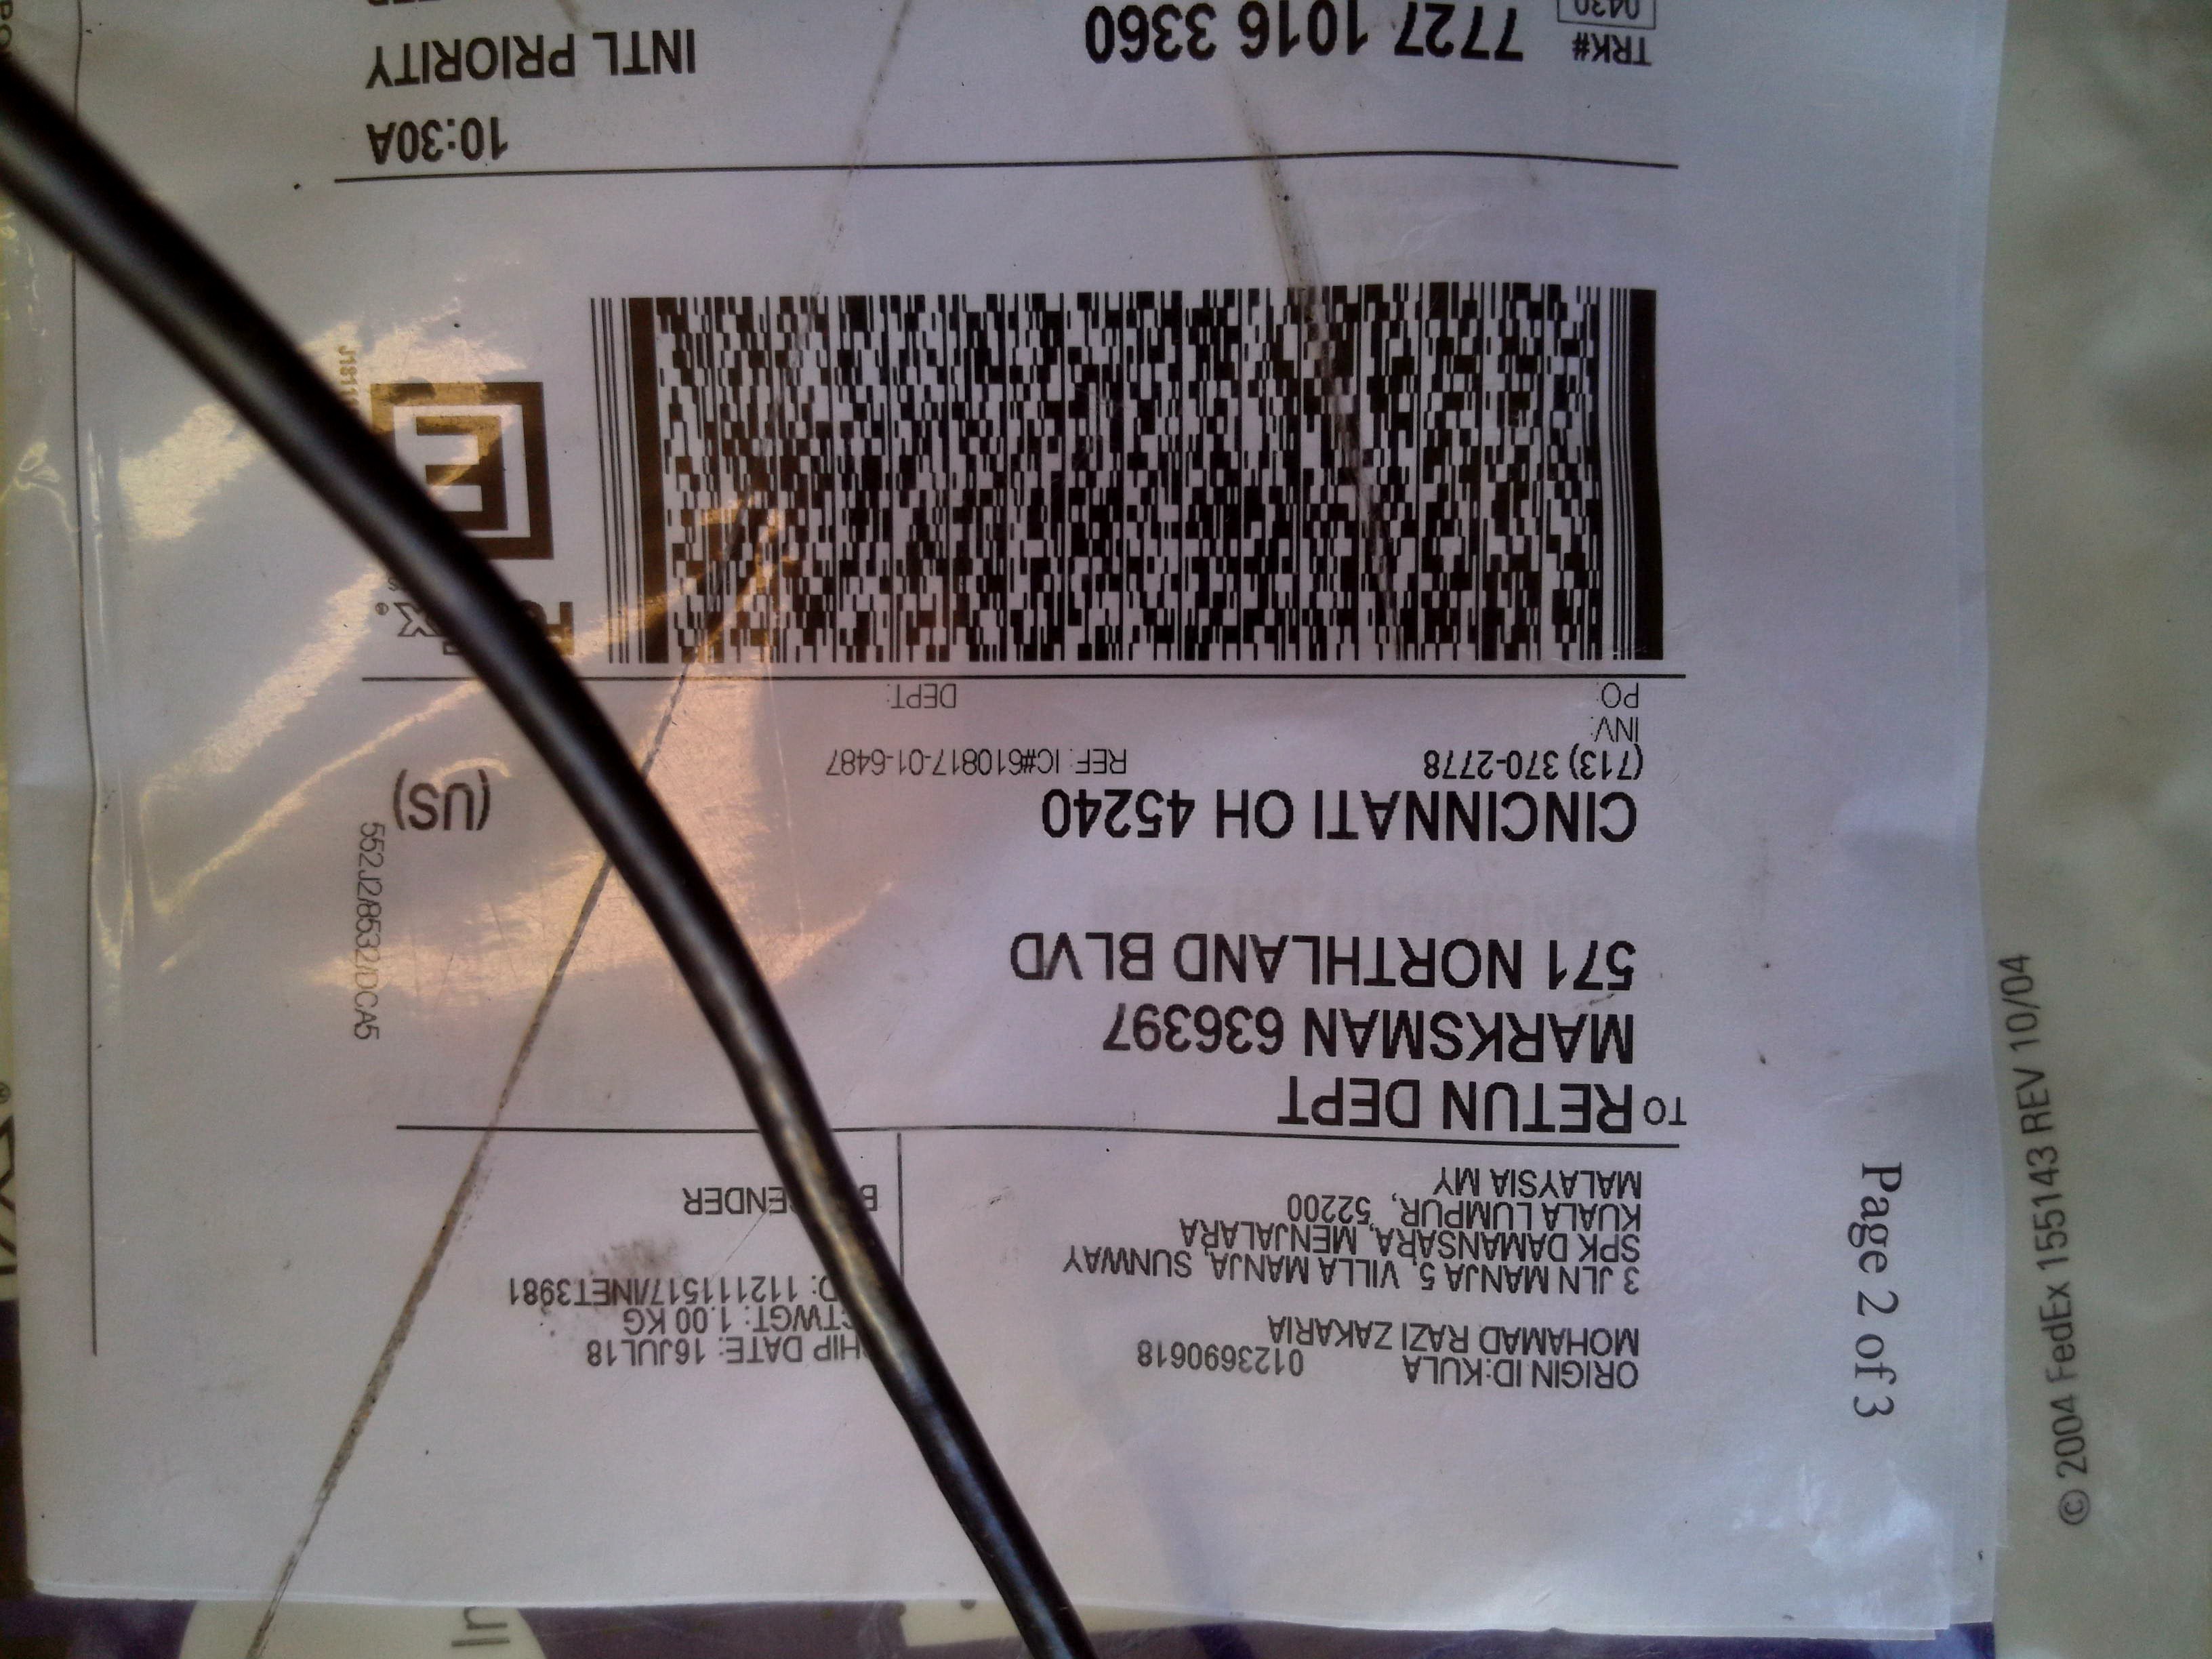 ORIGIN ID:KULA 0123690618
MOHAMAD RAZI ZAKARIA
3 JLN MANJA 5, VILLA MANJA, SUNWAY
SPK DAMANSARA, MENJALARA
KUALA LUMPUR, 52200
MALAYSIA MY
HIP DATE: 16JUL18
CTWGT: 1.00 KG
D: 112111517/INET3981
B ENDER
TO RETUN DEPT
MARKSMAN 636397
571 NORTHLAND BLVD
CINCINNATI OH 45240
(US)
(713) 370-2778 REF: IC#610817-01-6487
INV:
PO: DEPT:
552J2/8532/DCA5
E
TRK# 7727 1016 3360
0430
10:30A
INTL PRIORITY
Page 2 of 3
© 2004 FedEx 155143 REV 10/04